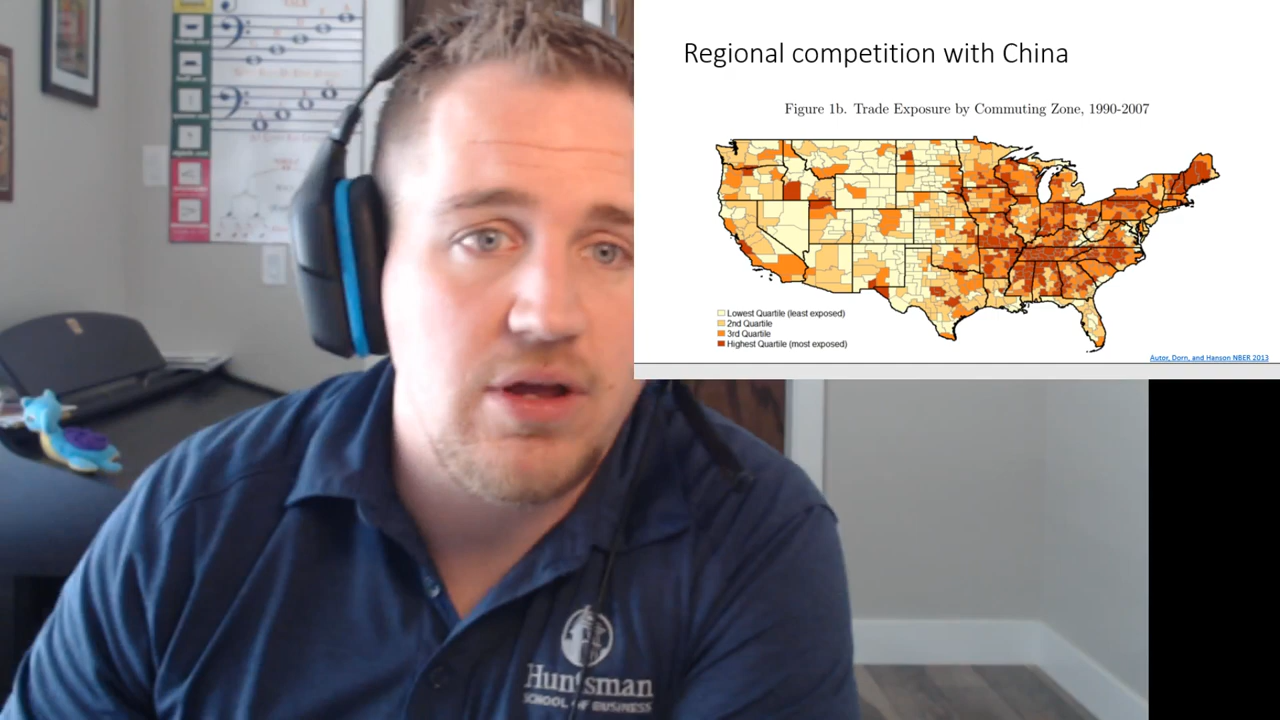 Regional competition with China
Figure 1b. Trade Exposure by Commuting Zone, 1990-2007
Lowest Quartile (least exposed)
2nd Quartile
3rd Quartile
Highest Quartile (most exposed)
Autor, Dorn, and Hanson NBER 2013
Huntsman
SCHOOL OF BUSINESS